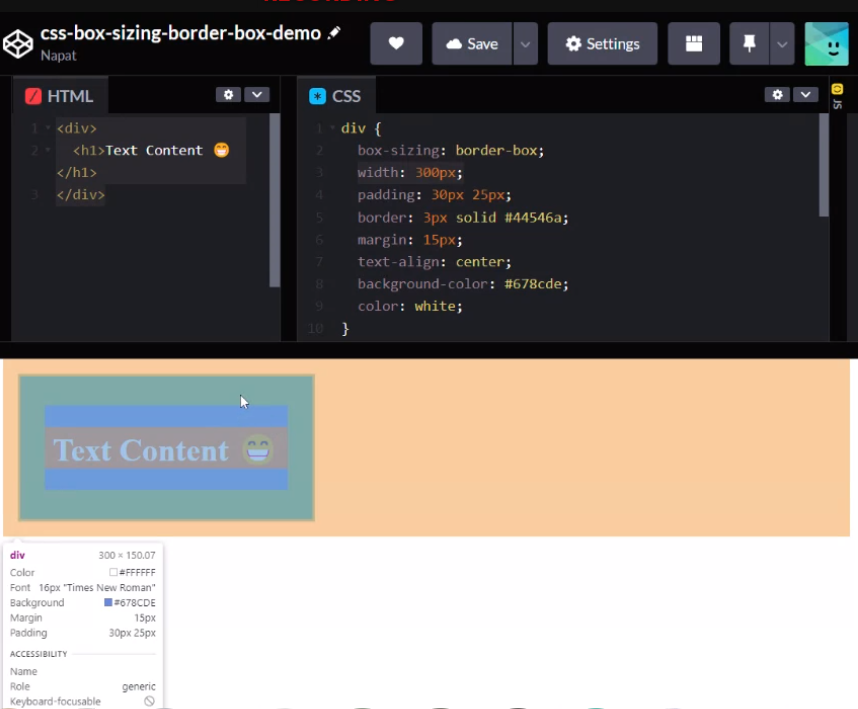 RECORDING
css-box-sizing-border-box-demo
Napat
Save
Settings
HTML
CSS
JS
1 <div>
2 <h1>Text Content 😁
</h1>
3 </div>
1 div {
2 box-sizing: border-box;
3 width: 300px;
4 padding: 30px 25px;
5 border: 3px solid #44546a;
6 margin: 15px;
7 text-align: center;
8 background-color: #678cde;
9 color: white;
10 }
Text Content 😁
div 300 × 150.07
Color #FFFFFF
Font 16px "Times New Roman"
Background #678CDE
Margin 15px
Padding 30px 25px
ACCESSIBILITY
Name
Role generic
Keyboard-focusable